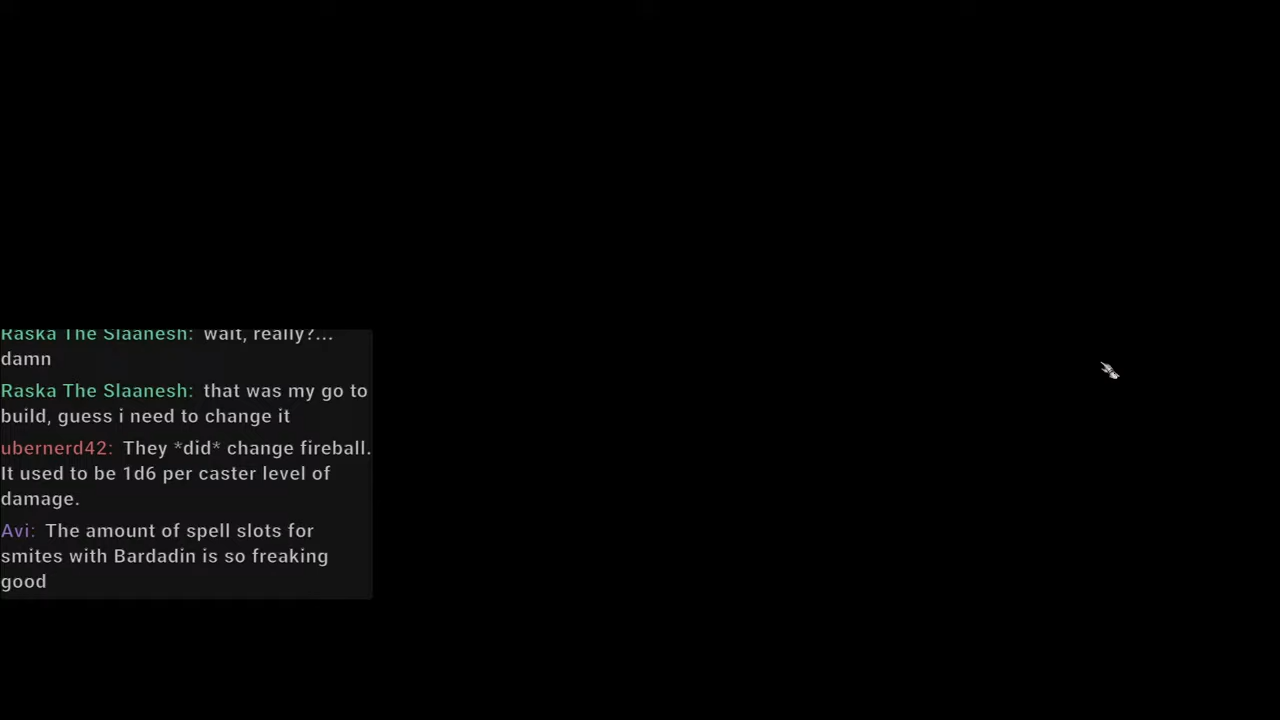 Raska The Slaanesh: wait, really?...
damn
Raska The Slaanesh: that was my go to
build, guess i need to change it
ubernerd42: They *did* change fireball.
It used to be 1d6 per caster level of
damage.
Avi: The amount of spell slots for
smites with Bardadin is so freaking
good